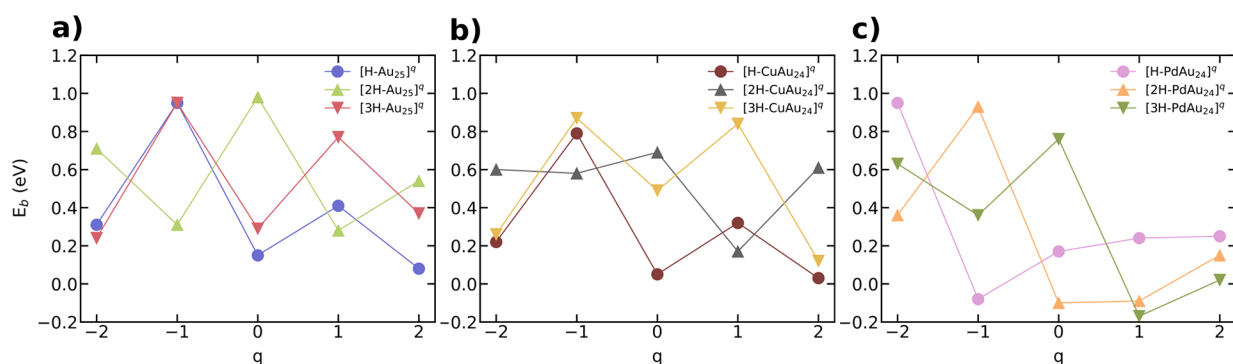 a)
[H-Au₂₅]^q
[2H-Au₂₅]^q
[3H-Au₂₅]^q
E_b (eV)
1.2
1.0
0.8
0.6
0.4
0.2
0.0
−0.2
−2 −1 0 1 2
q
b)
[H-CuAu₂₄]^q
[2H-CuAu₂₄]^q
[3H-CuAu₂₄]^q
1.2
1.0
0.8
0.6
0.4
0.2
0.0
−0.2
−2 −1 0 1 2
q
c)
[H-PdAu₂₄]^q
[2H-PdAu₂₄]^q
[3H-PdAu₂₄]^q
1.2
1.0
0.8
0.6
0.4
0.2
0.0
−0.2
−2 −1 0 1 2
q